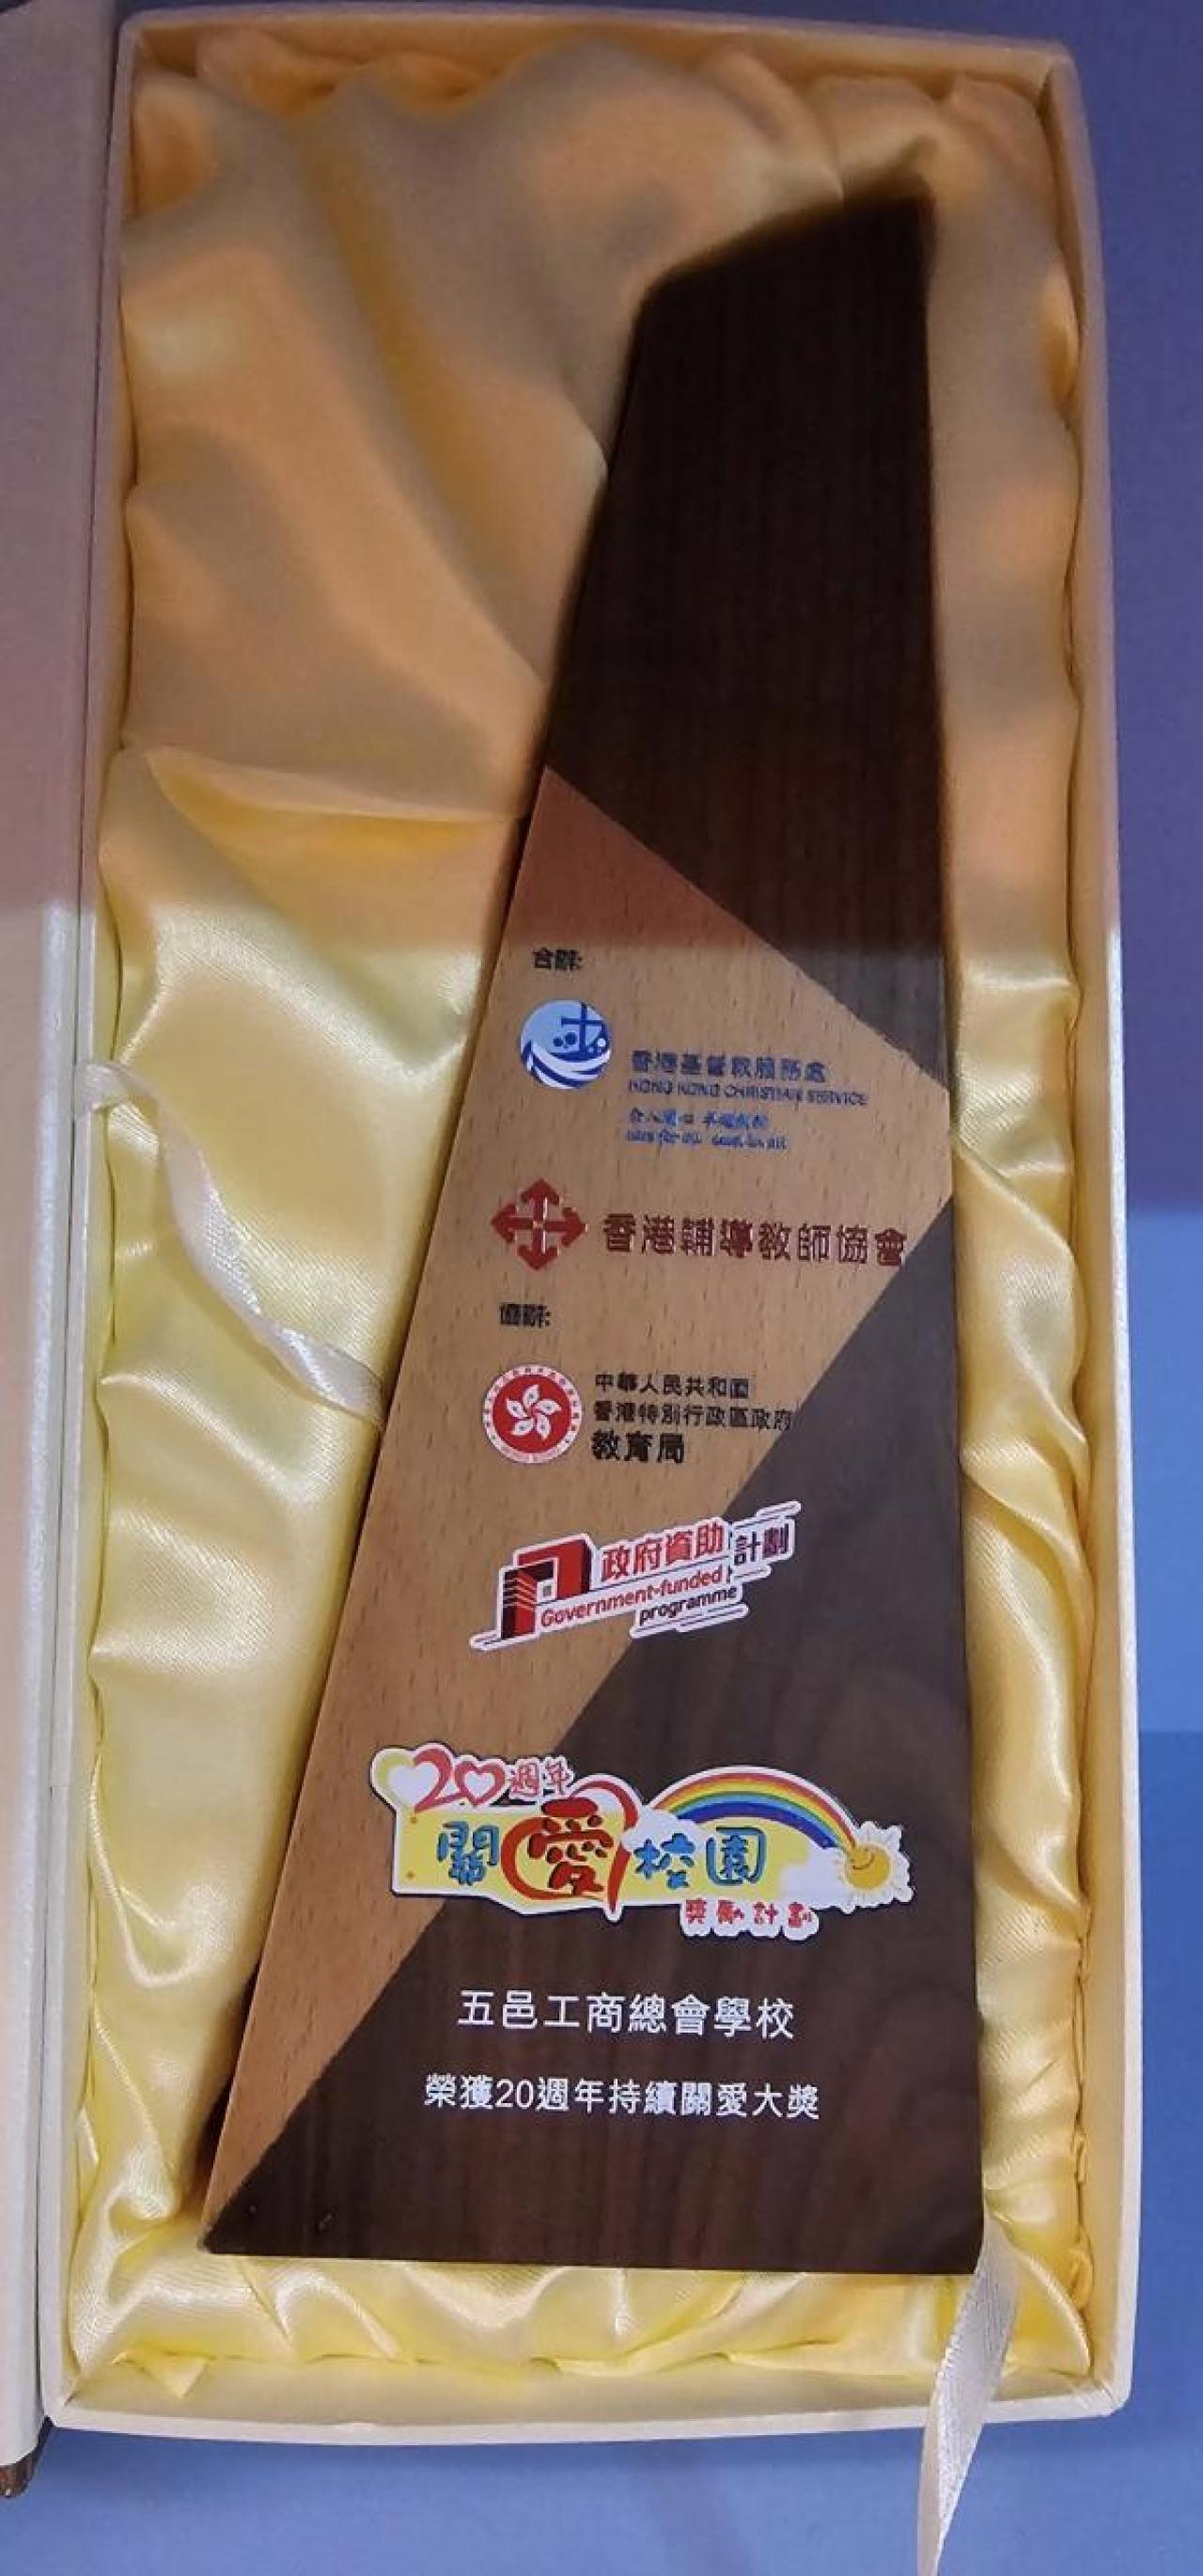 合辦:
香港基督教服務處
HONG KONG CHRISTIAN SERVICE
香港輔導教師協會
協辦:
中華人民共和國
香港特別行政區政府
教育局
政府資助計劃
Government-funded
programme
20週年
關愛校園
獎勵計劃
五邑工商總會學校
榮獲20週年持續關愛大獎